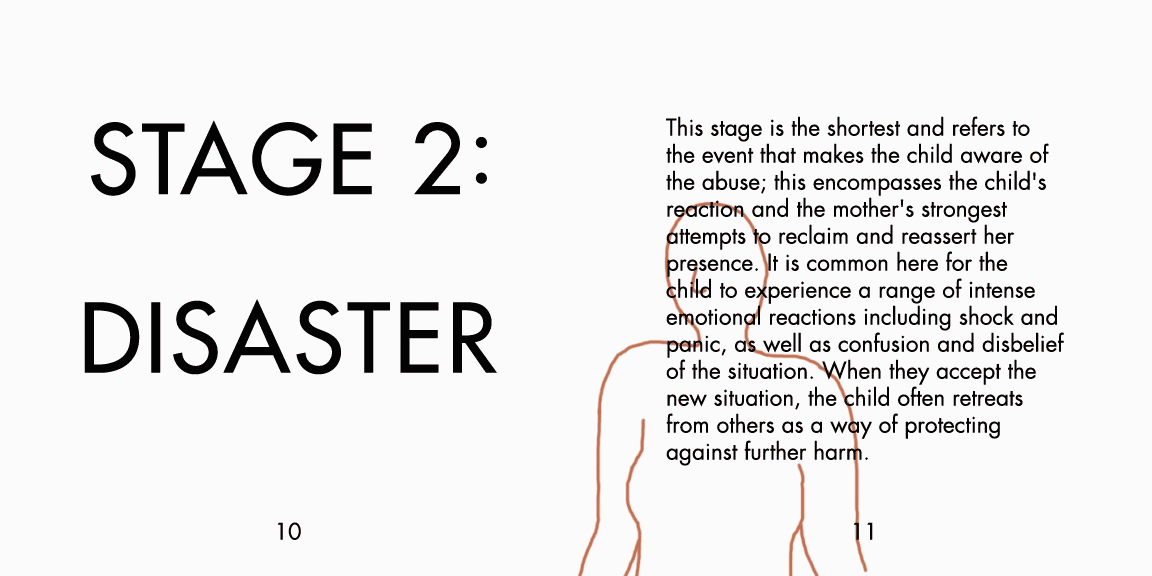 STAGE 2:
DISASTER
10
This stage is the shortest and refers to
the event that makes the child aware of
the abuse; this encompasses the child's
reaction and the mother's strongest
attempts to reclaim and reassert her
presence. It is common here for the
child to experience a range of intense
emotional reactions including shock and
panic, as well as confusion and disbelief
of the situation. When they accept the
new situation, the child often retreats
from others as a way of protecting
against further harm.
11